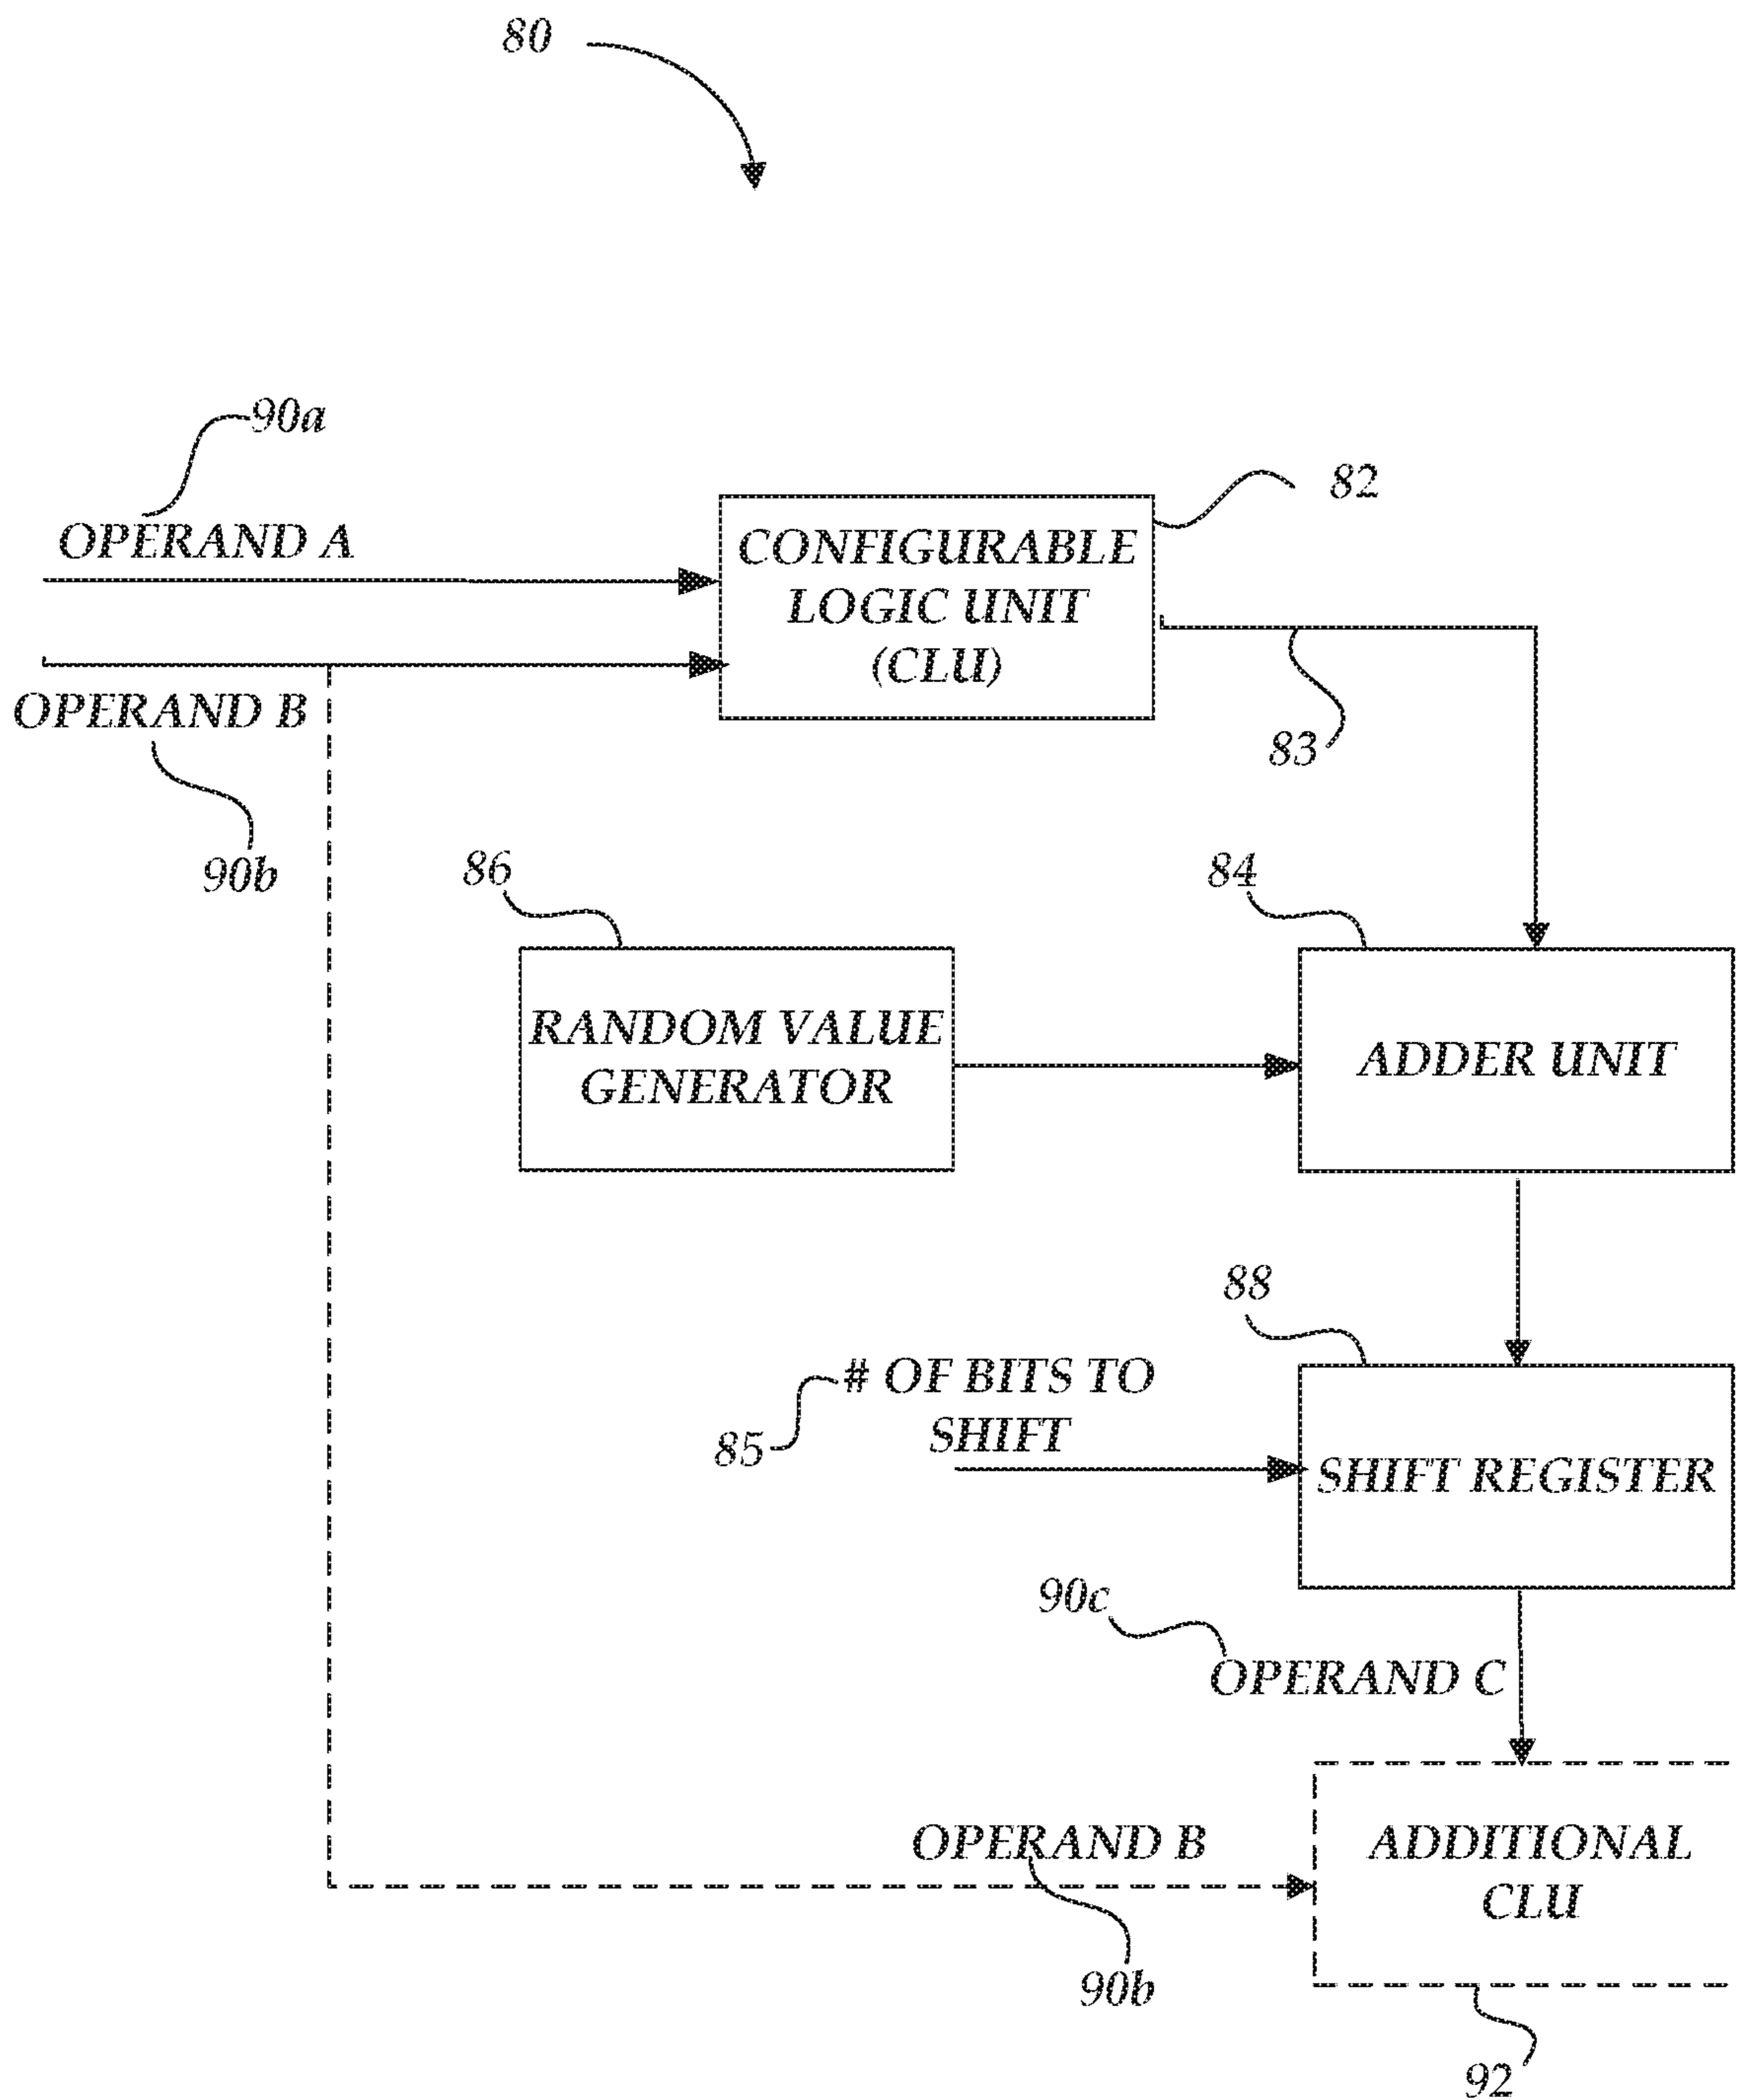 80
90a
OPERAND A
82
CONFIGURABLE
LOGIC UNIT
(CLU)
OPERAND B
83
90b
86
84
RANDOM VALUE
GENERATOR
ADDER UNIT
88
# OF BITS TO
SHIFT
85
SHIFT REGISTER
90c
OPERAND C
OPERAND B
ADDITIONAL
CLU
90b
92